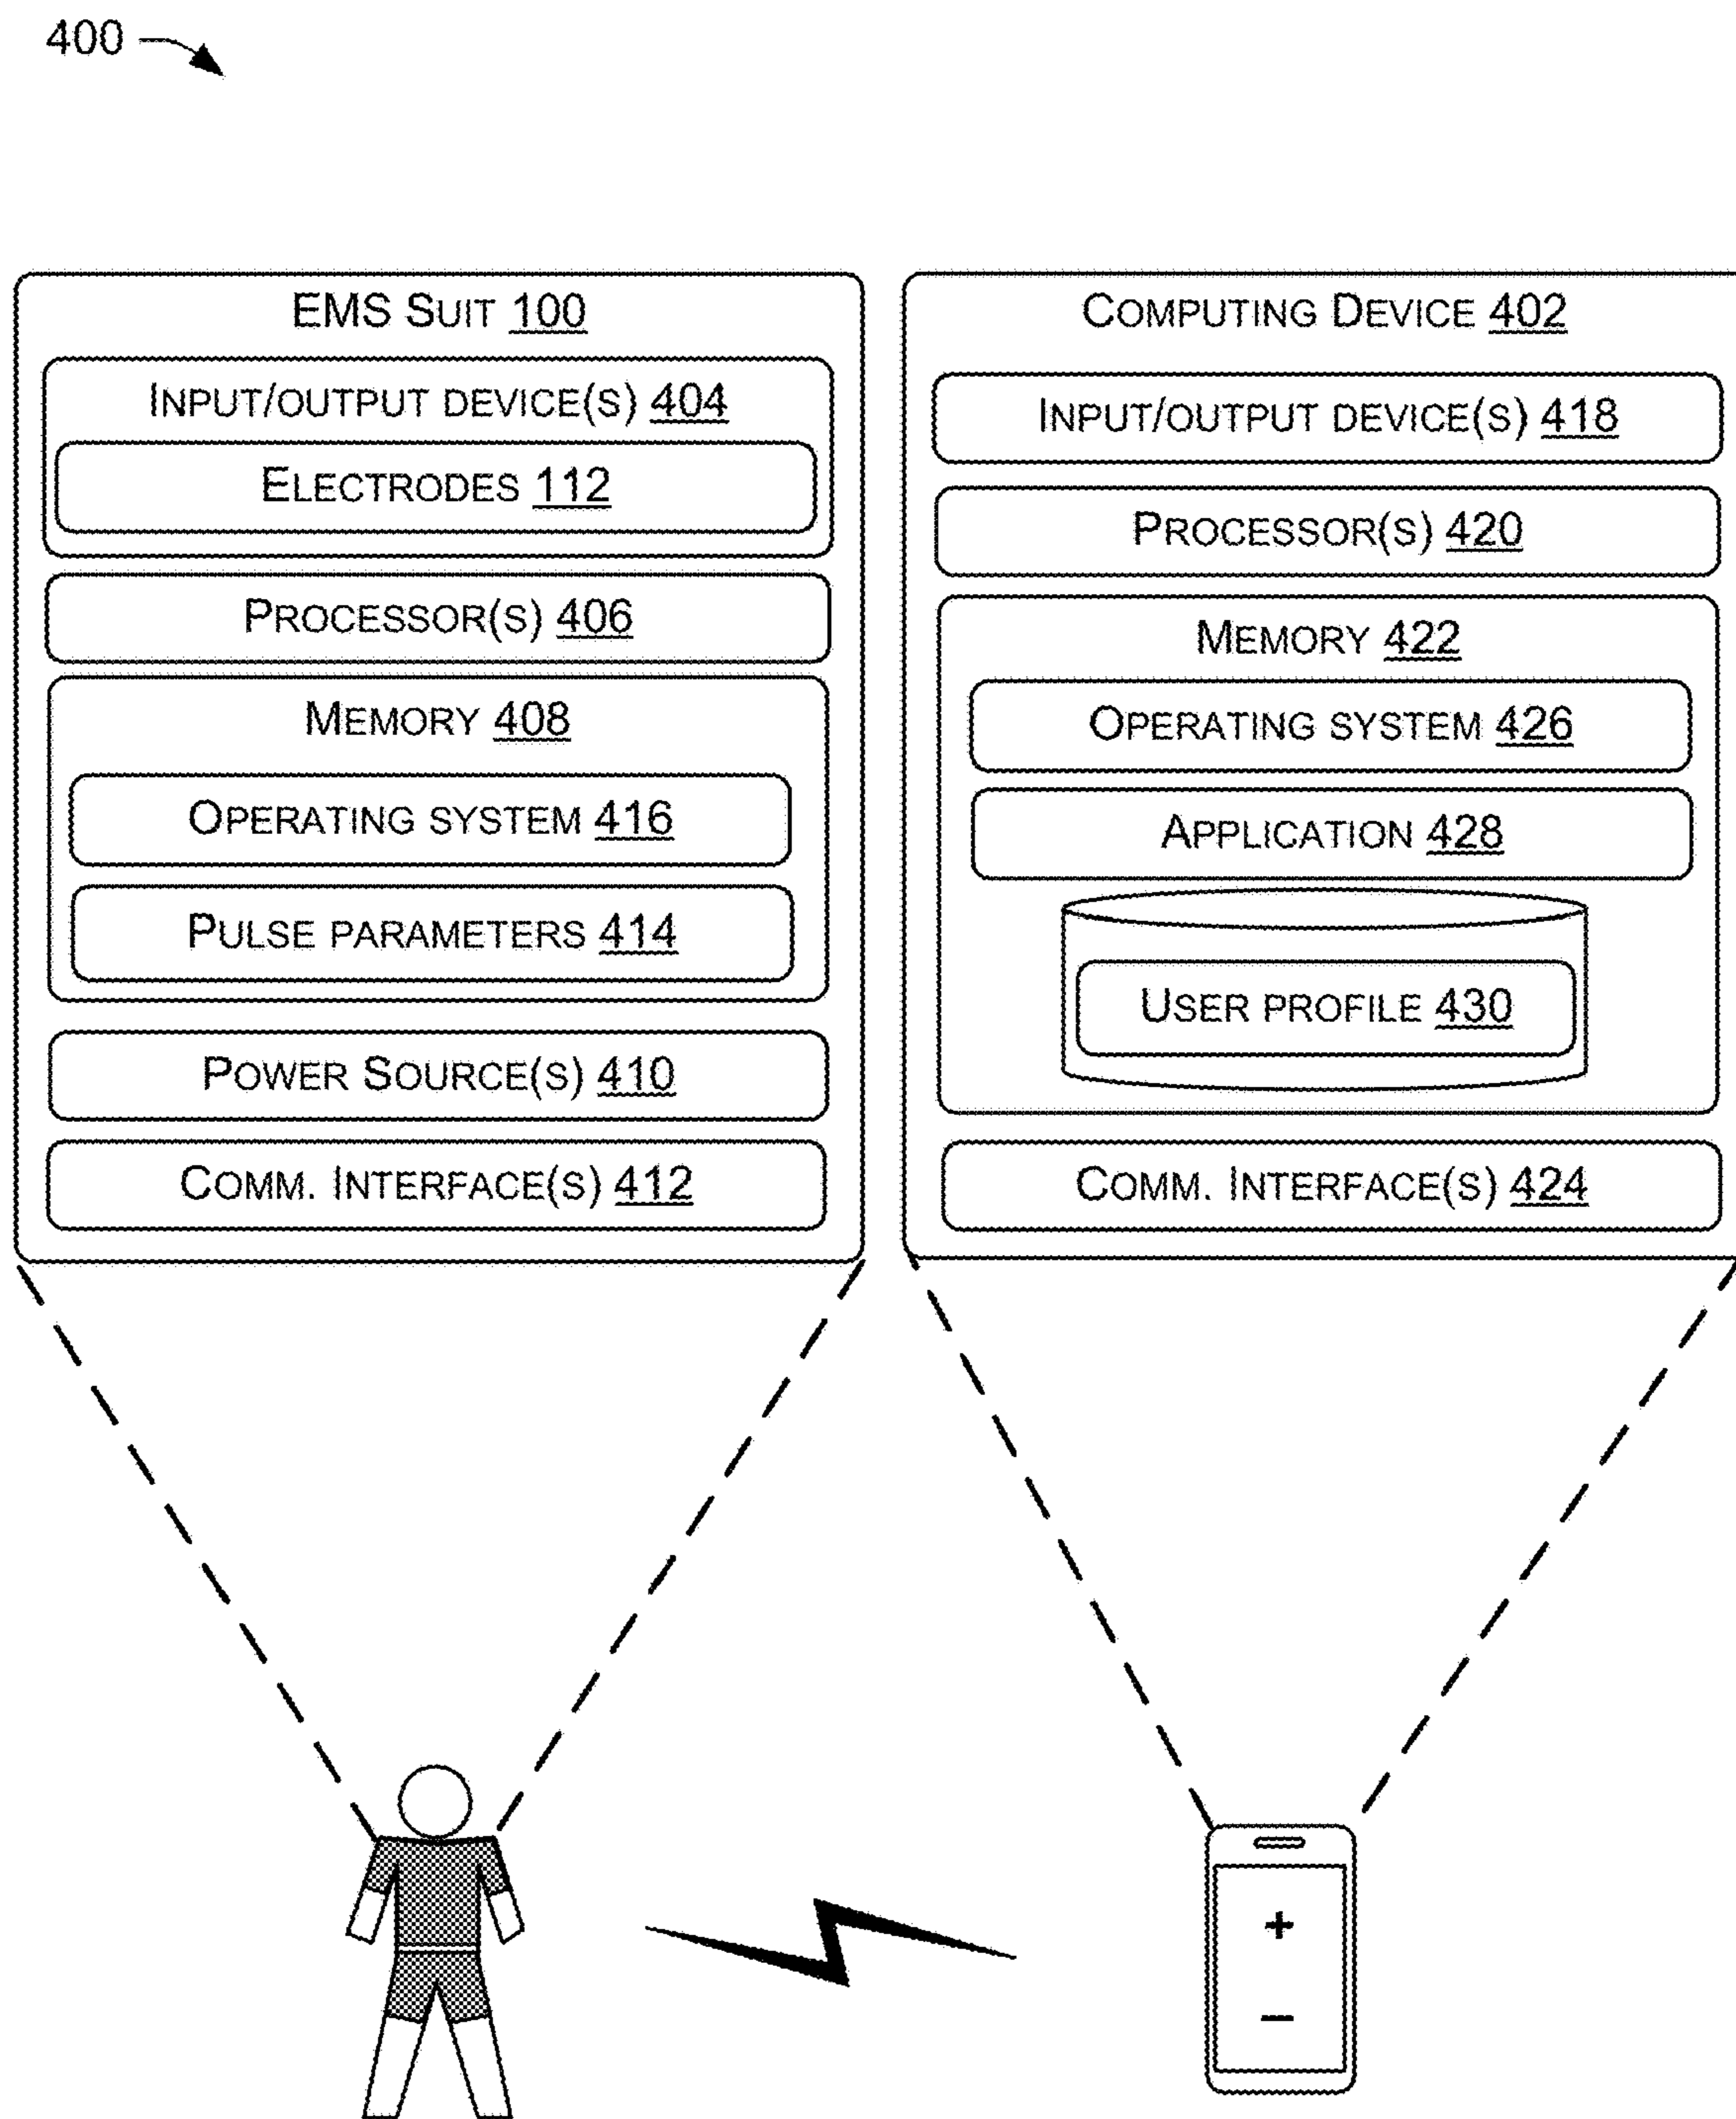 400
EMS SUIT 100
INPUT/OUTPUT DEVICE(S) 404
ELECTRODES 112
PROCESSOR(S) 406
MEMORY 408
OPERATING SYSTEM 416
PULSE PARAMETERS 414
POWER SOURCE(S) 410
COMM. INTERFACE(S) 412
COMPUTING DEVICE 402
INPUT/OUTPUT DEVICE(S) 418
PROCESSOR(S) 420
MEMORY 422
OPERATING SYSTEM 426
APPLICATION 428
USER PROFILE 430
COMM. INTERFACE(S) 424
+
−